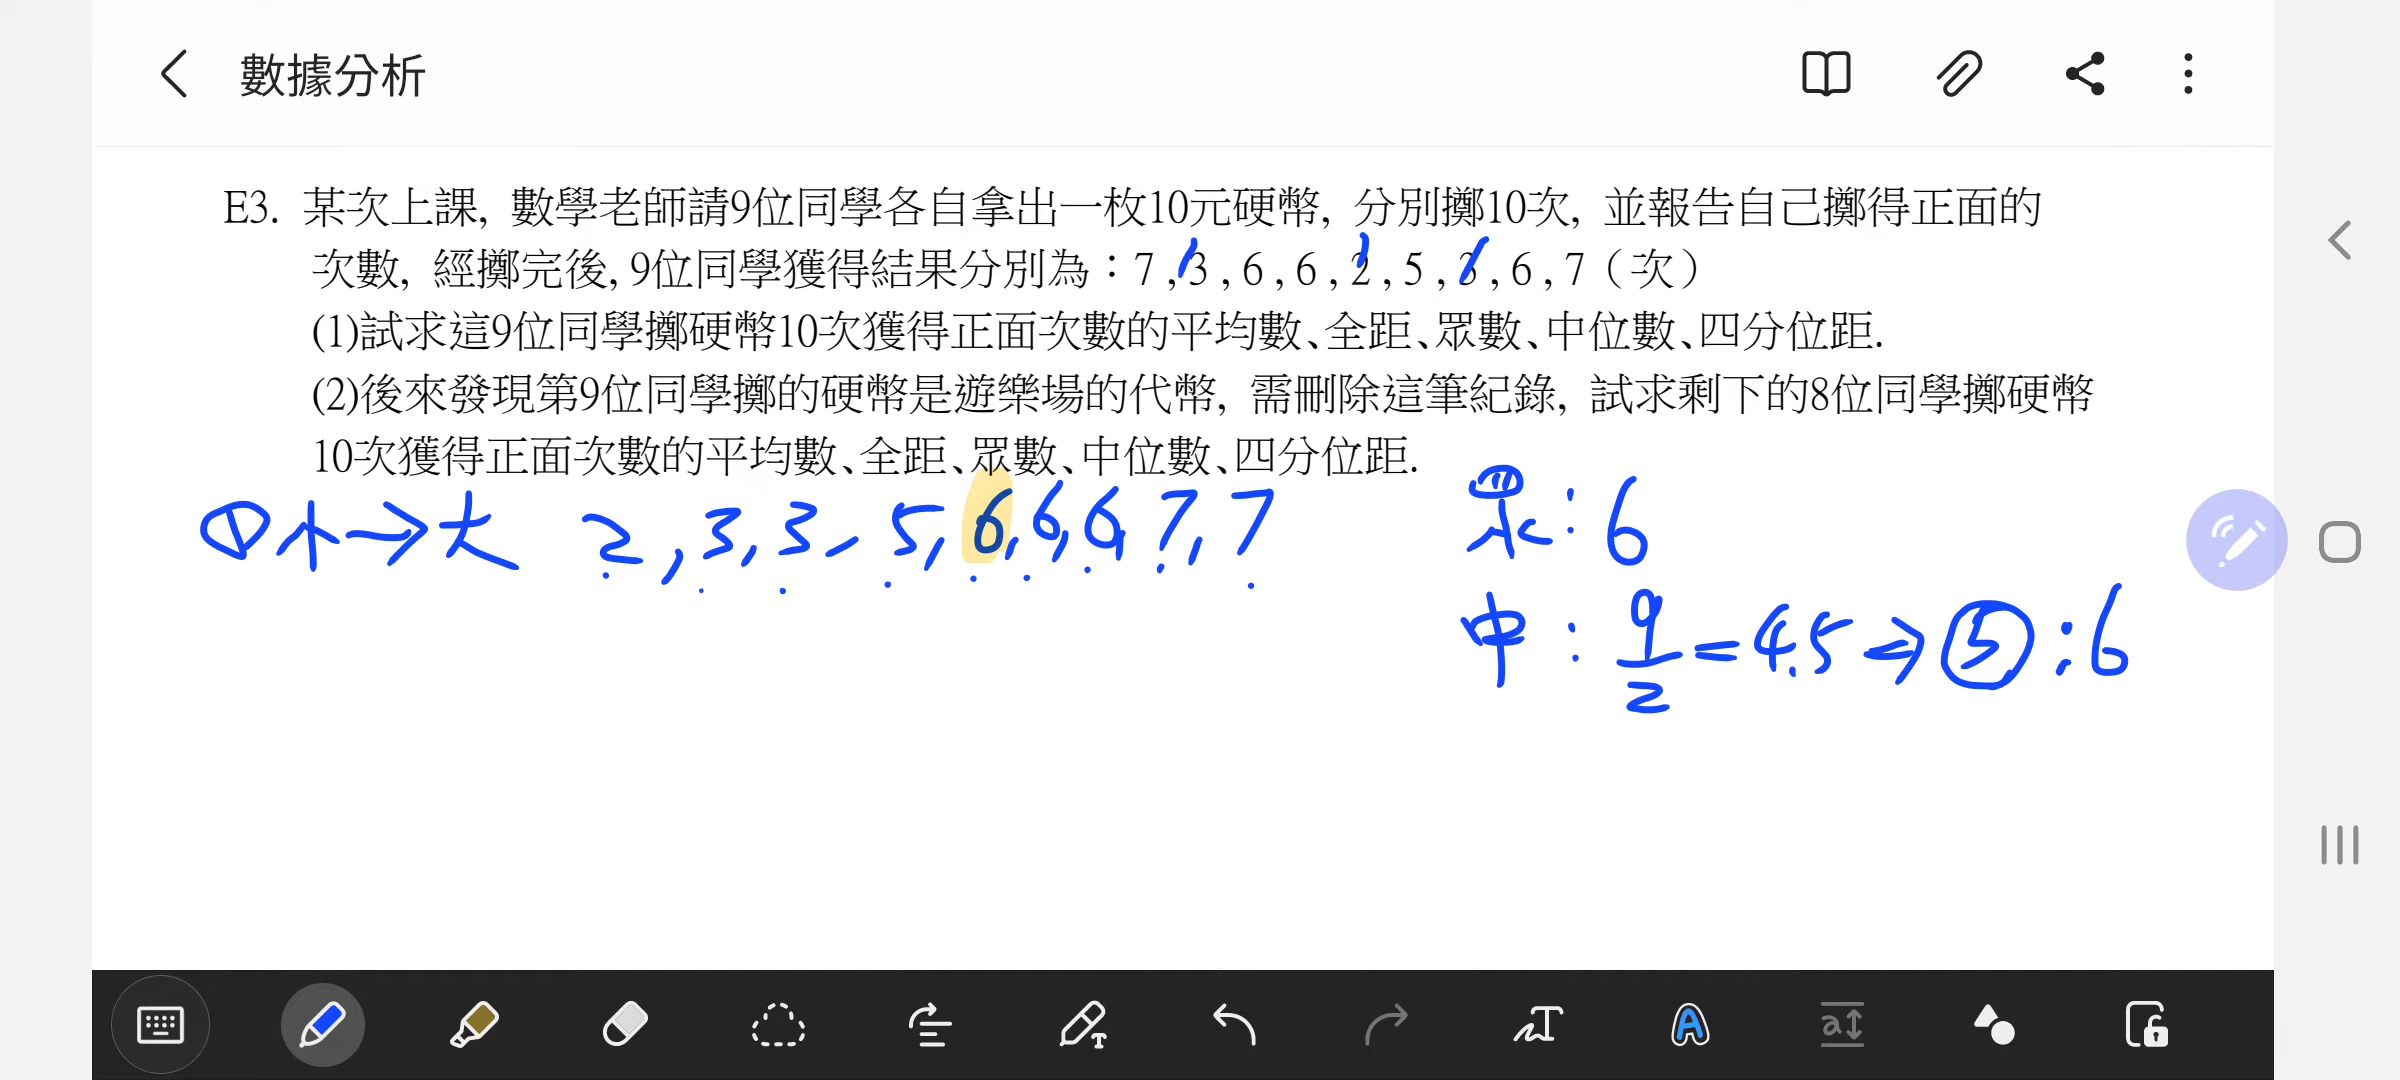 數據分析
E3. 某次上課, 數學老師請9位同學各自拿出一枚10元硬幣, 分別擲10次, 並報告自己擲得正面的
次數, 經擲完後, 9位同學獲得結果分別為：7 , 3 , 6 , 6 , 2 , 5 , 3 , 6 , 7（次）
(1)試求這9位同學擲硬幣10次獲得正面次數的平均數、全距、眾數、中位數、四分位距.
(2)後來發現第9位同學擲的硬幣是遊樂場的代幣, 需刪除這筆紀錄, 試求剩下的8位同學擲硬幣
10次獲得正面次數的平均數、全距、眾數、中位數、四分位距.
①小→大 2,3,3,5,6,6,6,7,7
眾:6
中:9/2=4.5⇒⑤:6
T
T
A
a